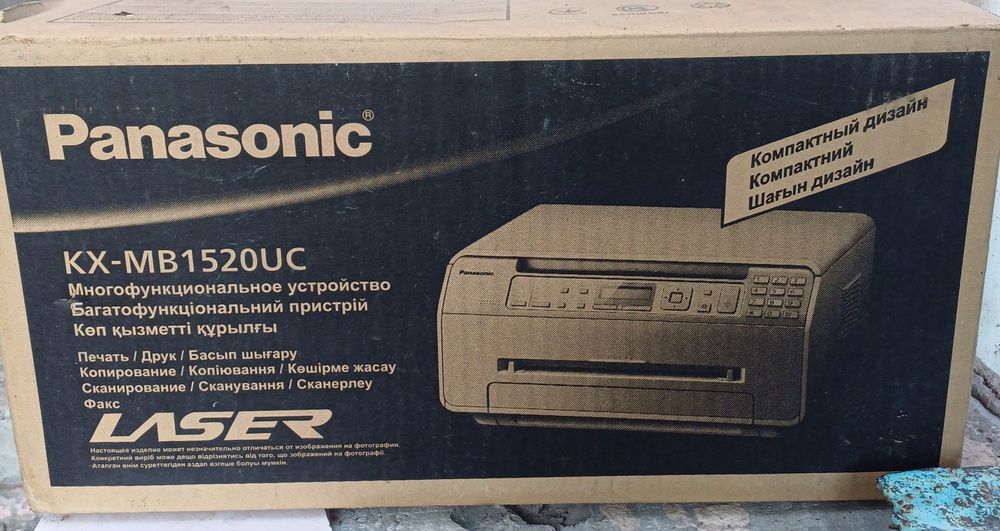 Panasonic®
KX-MB1520UC
Многофункциональное устройство
Багатофункціональний пристрій
Көп қызметті құрылғы
Печать / Друк / Басып шығару
Копирование / Копіювання / Көшірме жасау
Сканирование / Сканування / Сканерлеу
Факс
LASER
Настоящее изделие может незначительно отличаться от изображения на фотографии.
Конкретний виріб може дещо відрізнятись від того, що зображений на фотографії.
Аталган өнім суреттегіден аздап өзгеше болуы мүмкін.
Компактный дизайн
Компактний
Шағын дизайн
Panasonic